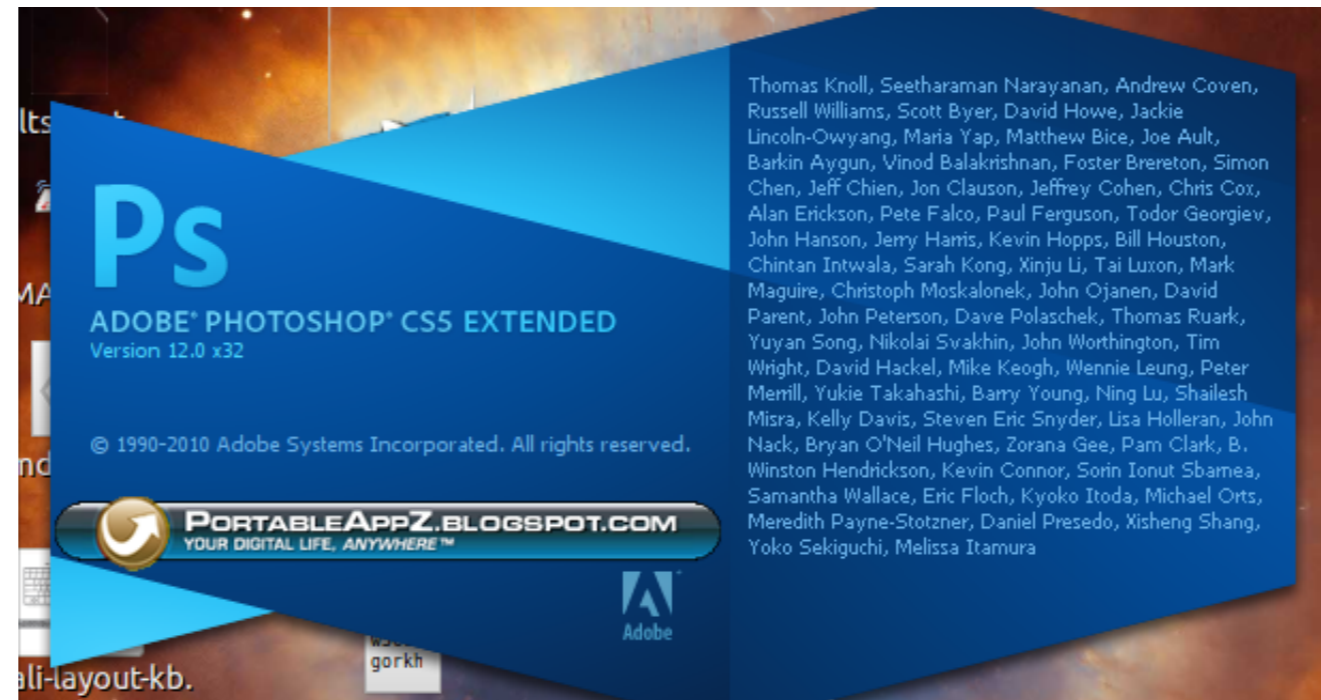 lts
MA
nd
ali-layout-kb.
gorkh
Ps
ADOBE® PHOTOSHOP® CS5 EXTENDED
Version 12.0 x32
© 1990-2010 Adobe Systems Incorporated. All rights reserved.
PORTABLEAPPZ.BLOGSPOT.COM
YOUR DIGITAL LIFE, ANYWHERE™
Adobe
Thomas Knoll, Seetharaman Narayanan, Andrew Coven,
Russell Williams, Scott Byer, David Howe, Jackie
Lincoln-Owyang, Maria Yap, Matthew Bice, Joe Ault,
Barkin Aygun, Vinod Balakrishnan, Foster Brereton, Simon
Chen, Jeff Chien, Jon Clauson, Jeffrey Cohen, Chris Cox,
Alan Erickson, Pete Falco, Paul Ferguson, Todor Georgiev,
John Hanson, Jerry Harris, Kevin Hopps, Bill Houston,
Chintan Intwala, Sarah Kong, Xinju Li, Tai Luxon, Mark
Maguire, Christoph Moskalonek, John Ojanen, David
Parent, John Peterson, Dave Polaschek, Thomas Ruark,
Yuyan Song, Nikolai Svakhin, John Worthington, Tim
Wright, David Hackel, Mike Keogh, Wennie Leung, Peter
Merrill, Yukie Takahashi, Barry Young, Ning Lu, Shailesh
Misra, Kelly Davis, Steven Eric Snyder, Lisa Holleran, John
Nack, Bryan O'Neil Hughes, Zorana Gee, Pam Clark, B.
Winston Hendrickson, Kevin Connor, Sorin Ionut Sbarnea,
Samantha Wallace, Eric Floch, Kyoko Itoda, Michael Orts,
Meredith Payne-Stotzner, Daniel Presedo, Xisheng Shang,
Yoko Sekiguchi, Melissa Itamura